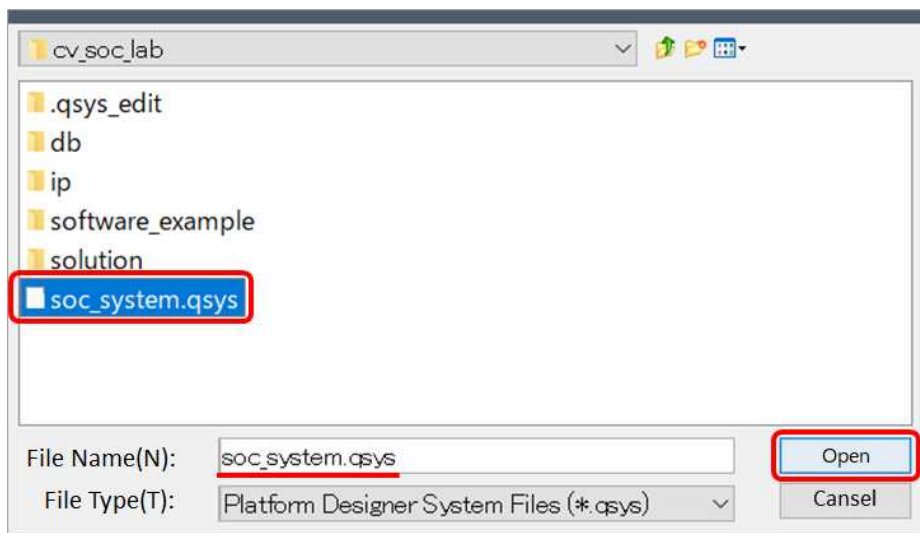 cv_soc_lab
.qsys_edit
db
ip
software_example
solution
soc_system.qsys
File Name(N): soc_system.qsys
Open
File Type(T): Platform Designer System Files (*.qsys)
Cansel